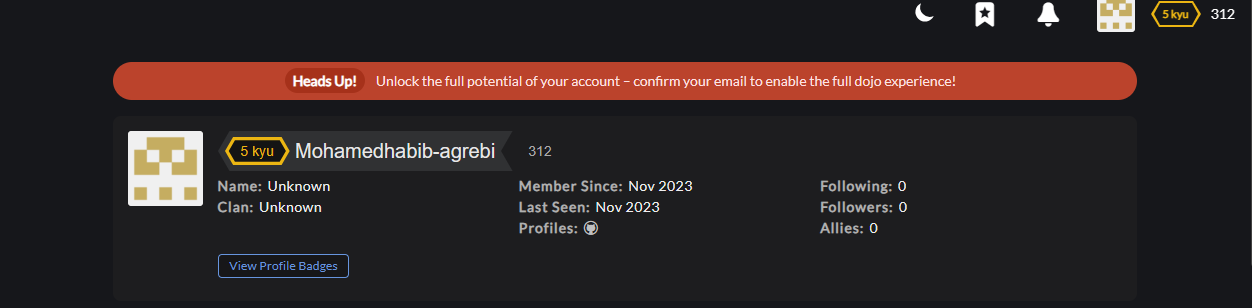 5 kyu 312
Heads Up! Unlock the full potential of your account – confirm your email to enable the full dojo experience!
5 kyu Mohamedhabib-agrebi 312
Name: Unknown Member Since: Nov 2023 Following: 0
Clan: Unknown Last Seen: Nov 2023 Followers: 0
Profiles: Allies: 0
View Profile Badges